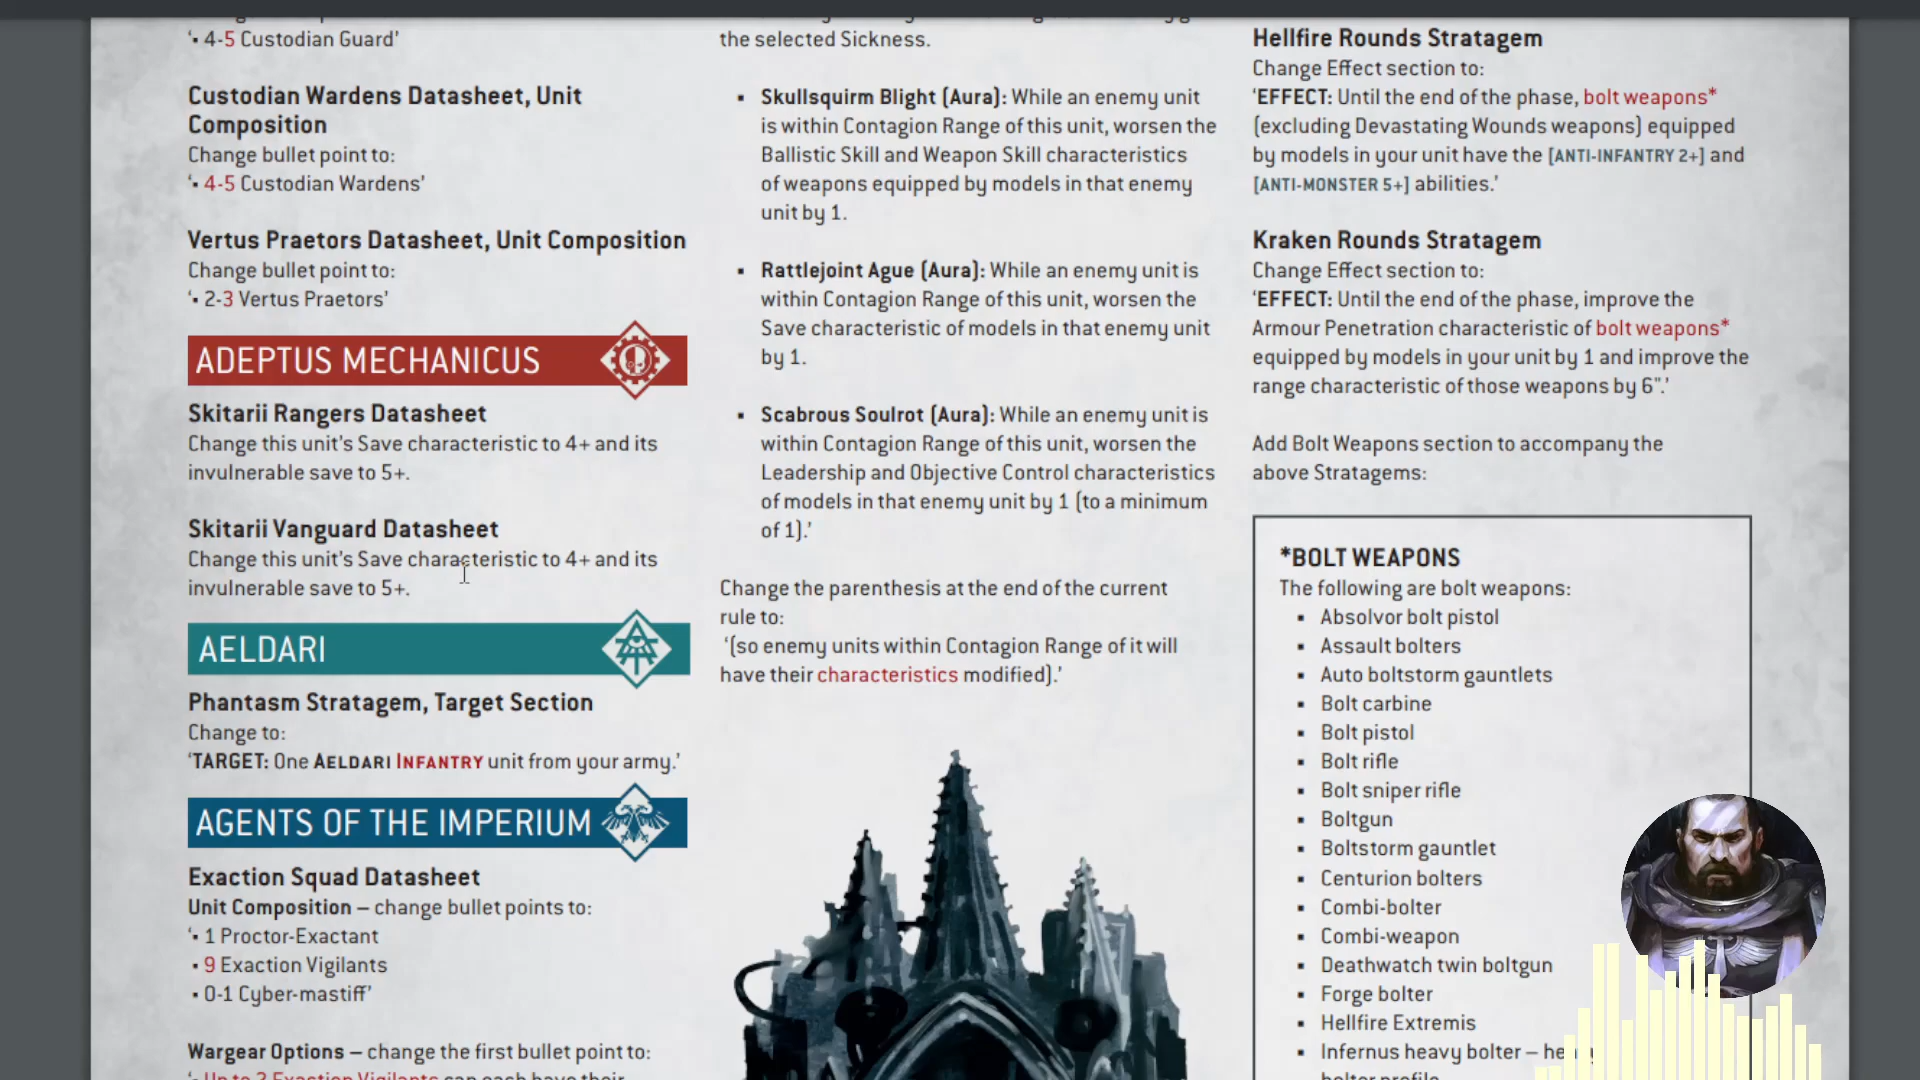 '▪ 4-5 Custodian Guard'
Custodian Wardens Datasheet, Unit
Composition
Change bullet point to:
'▪ 4-5 Custodian Wardens'
Vertus Praetors Datasheet, Unit Composition
Change bullet point to:
'▪ 2-3 Vertus Praetors'
ADEPTUS MECHANICUS
Skitarii Rangers Datasheet
Change this unit's Save characteristic to 4+ and its
invulnerable save to 5+.
Skitarii Vanguard Datasheet
Change this unit's Save characteristic to 4+ and its
invulnerable save to 5+.
AELDARI
Phantasm Stratagem, Target Section
Change to:
'TARGET: One AELDARI INFANTRY unit from your army.'
AGENTS OF THE IMPERIUM
Exaction Squad Datasheet
Unit Composition – change bullet points to:
'▪ 1 Proctor-Exactant
▪ 9 Exaction Vigilants
▪ 0-1 Cyber-mastiff'
Wargear Options – change the first bullet point to:
'▪ Up to 2 Exaction Vigilants can each have their
the selected Sickness.
▪ Skullsquirm Blight (Aura): While an enemy unit
is within Contagion Range of this unit, worsen the
Ballistic Skill and Weapon Skill characteristics
of weapons equipped by models in that enemy
unit by 1.
▪ Rattlejoint Ague (Aura): While an enemy unit is
within Contagion Range of this unit, worsen the
Save characteristic of models in that enemy unit
by 1.
▪ Scabrous Soulrot (Aura): While an enemy unit is
within Contagion Range of this unit, worsen the
Leadership and Objective Control characteristics
of models in that enemy unit by 1 (to a minimum
of 1).'
Change the parenthesis at the end of the current
rule to:
'(so enemy units within Contagion Range of it will
have their characteristics modified).'
Hellfire Rounds Stratagem
Change Effect section to:
'EFFECT: Until the end of the phase, bolt weapons*
(excluding Devastating Wounds weapons) equipped
by models in your unit have the [ANTI-INFANTRY 2+] and
[ANTI-MONSTER 5+] abilities.'
Kraken Rounds Stratagem
Change Effect section to:
'EFFECT: Until the end of the phase, improve the
Armour Penetration characteristic of bolt weapons*
equipped by models in your unit by 1 and improve the
range characteristic of those weapons by 6".'
Add Bolt Weapons section to accompany the
above Stratagems:
*BOLT WEAPONS
The following are bolt weapons:
▪ Absolvor bolt pistol
▪ Assault bolters
▪ Auto boltstorm gauntlets
▪ Bolt carbine
▪ Bolt pistol
▪ Bolt rifle
▪ Bolt sniper rifle
▪ Boltgun
▪ Boltstorm gauntlet
▪ Centurion bolters
▪ Combi-bolter
▪ Combi-weapon
▪ Deathwatch twin boltgun
▪ Forge bolter
▪ Hellfire Extremis
▪ Infernus heavy bolter – heavy
bolter profile